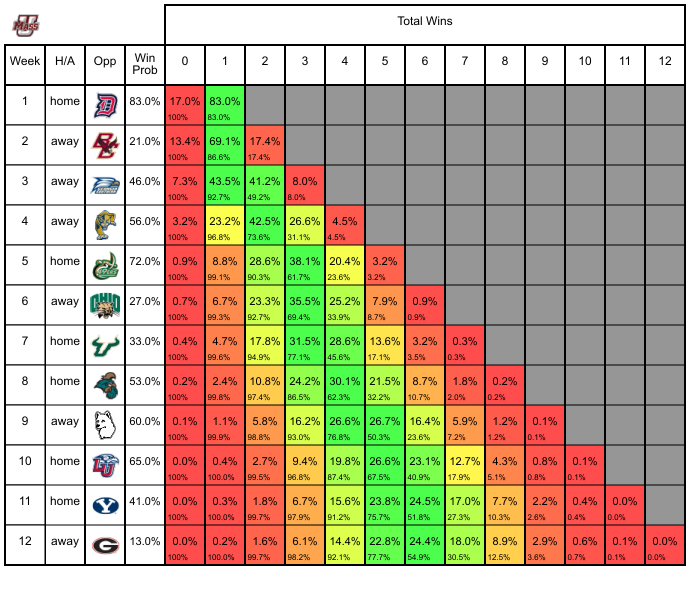 UMass
Total Wins
Week H/A Opp Win Prob 0 1 2 3 4 5 6 7 8 9 10 11 12
1 home D 83.0% 17.0% 83.0%
100% 83.0%
2 away BC 21.0% 13.4% 69.1% 17.4%
100% 86.6% 17.4%
3 away 46.0% 7.3% 43.5% 41.2% 8.0%
100% 92.7% 49.2% 8.0%
4 away 56.0% 3.2% 23.2% 42.5% 26.6% 4.5%
100% 96.8% 73.6% 31.1% 4.5%
5 home 72.0% 0.9% 8.8% 28.6% 38.1% 20.4% 3.2%
100% 99.1% 90.3% 61.7% 23.6% 3.2%
6 away OHIO 27.0% 0.7% 6.7% 23.3% 35.5% 25.2% 7.9% 0.9%
100% 99.3% 92.7% 69.4% 33.9% 8.7% 0.9%
7 home 33.0% 0.4% 4.7% 17.8% 31.5% 28.6% 13.6% 3.2% 0.3%
100% 99.6% 94.9% 77.1% 45.6% 17.1% 3.5% 0.3%
8 home 53.0% 0.2% 2.4% 10.8% 24.2% 30.1% 21.5% 8.7% 1.8% 0.2%
100% 99.8% 97.4% 86.5% 62.3% 32.2% 10.7% 2.0% 0.2%
9 away 60.0% 0.1% 1.1% 5.8% 16.2% 26.6% 26.7% 16.4% 5.9% 1.2% 0.1%
100% 99.9% 98.8% 93.0% 76.8% 50.3% 23.6% 7.2% 1.2% 0.1%
10 home LU 65.0% 0.0% 0.4% 2.7% 9.4% 19.8% 26.6% 23.1% 12.7% 4.3% 0.8% 0.1%
100% 100.0% 99.5% 96.8% 87.4% 67.5% 40.9% 17.9% 5.1% 0.8% 0.1%
11 home Y 41.0% 0.0% 0.3% 1.8% 6.7% 15.6% 23.8% 24.5% 17.0% 7.7% 2.2% 0.4% 0.0%
100% 100.0% 99.7% 97.9% 91.2% 75.7% 51.8% 27.3% 10.3% 2.6% 0.4% 0.0%
12 away G 13.0% 0.0% 0.2% 1.6% 6.1% 14.4% 22.8% 24.4% 18.0% 8.9% 2.9% 0.6% 0.1% 0.0%
100% 100.0% 99.7% 98.2% 92.1% 77.7% 54.9% 30.5% 12.5% 3.6% 0.7% 0.1% 0.0%